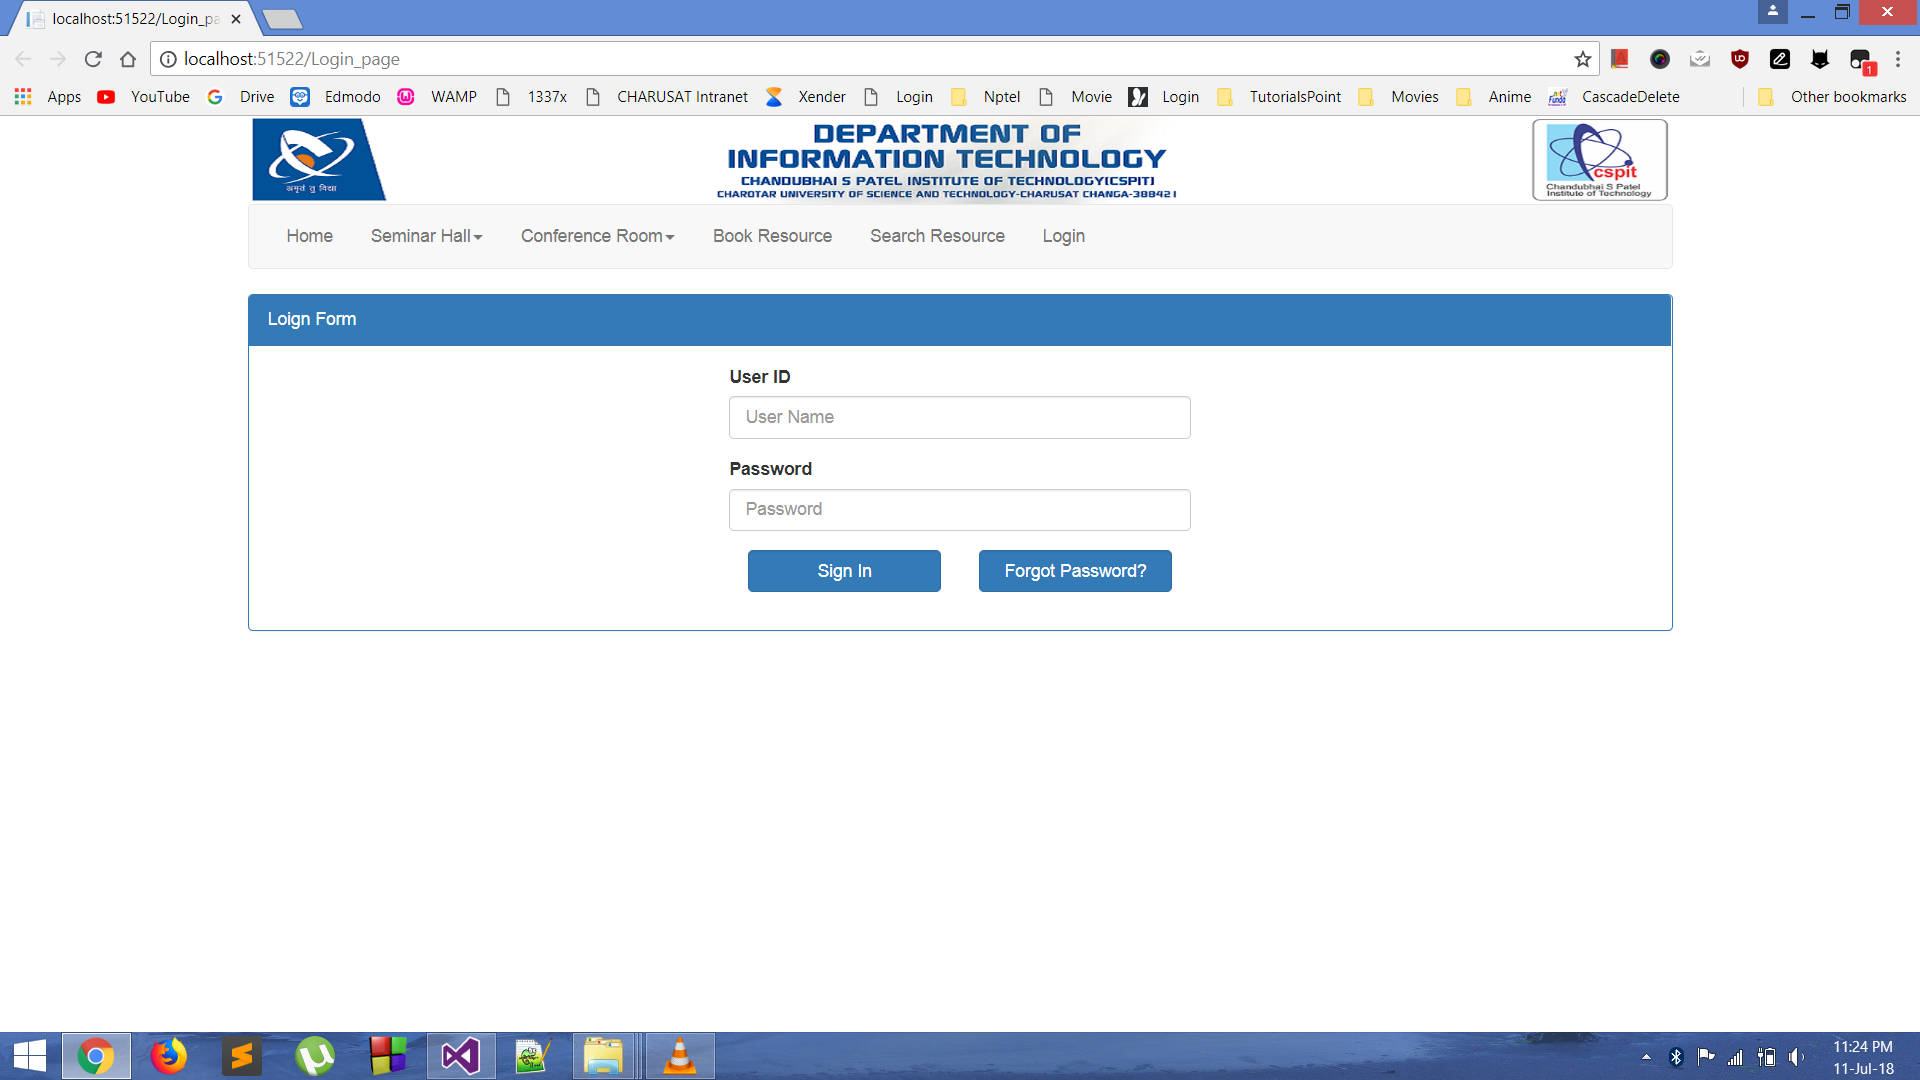 localhost:51522/Login_pa
localhost:51522/Login_page
Apps YouTube Drive Edmodo WAMP 1337x CHARUSAT Intranet Xender Login Nptel Movie Login TutorialsPoint Movies Anime CascadeDelete Other bookmarks
1
अमृतं तु विद्या
DEPARTMENT OF
INFORMATION TECHNOLOGY
CHANDUBHAI S PATEL INSTITUTE OF TECHNOLOGY(CSPIT)
CHAROTAR UNIVERSITY OF SCIENCE AND TECHNOLOGY-CHARUSAT CHANGA-388421
cspit
Chandubhai S Patel
Institute of Technology
Home Seminar Hall Conference Room Book Resource Search Resource Login
Loign Form
User ID
User Name
Password
Password
Sign In Forgot Password?
11:24 PM
11-Jul-18